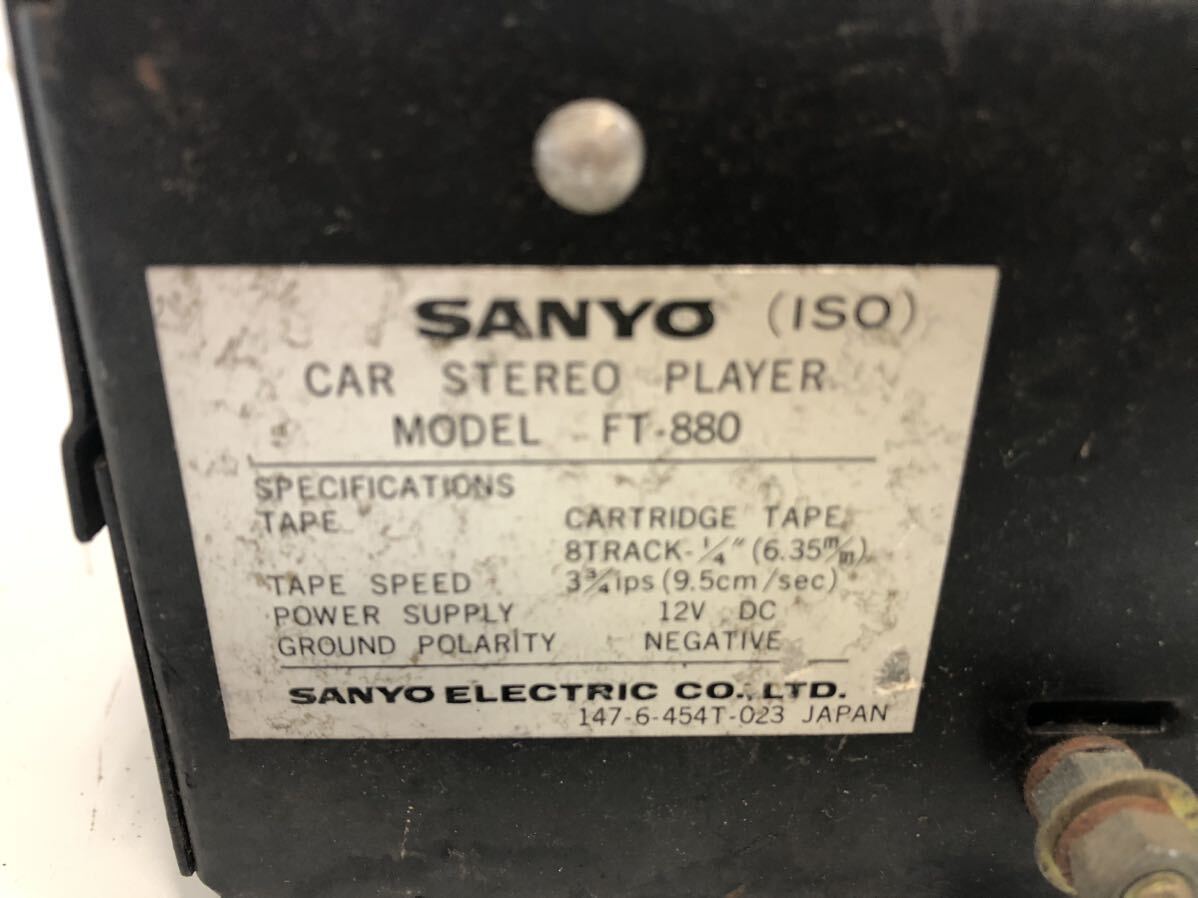 SANYO (ISO)
CAR STEREO PLAYER
MODEL FT-880
SPECIFICATIONS
TAPE CARTRIDGE TAPE
8TRACK-¼" (6.35m/m)
TAPE SPEED 3¾ips (9.5cm/sec)
POWER SUPPLY 12V DC
GROUND POLARITY NEGATIVE
SANYO ELECTRIC CO., LTD.
147-6-454T-023 JAPAN